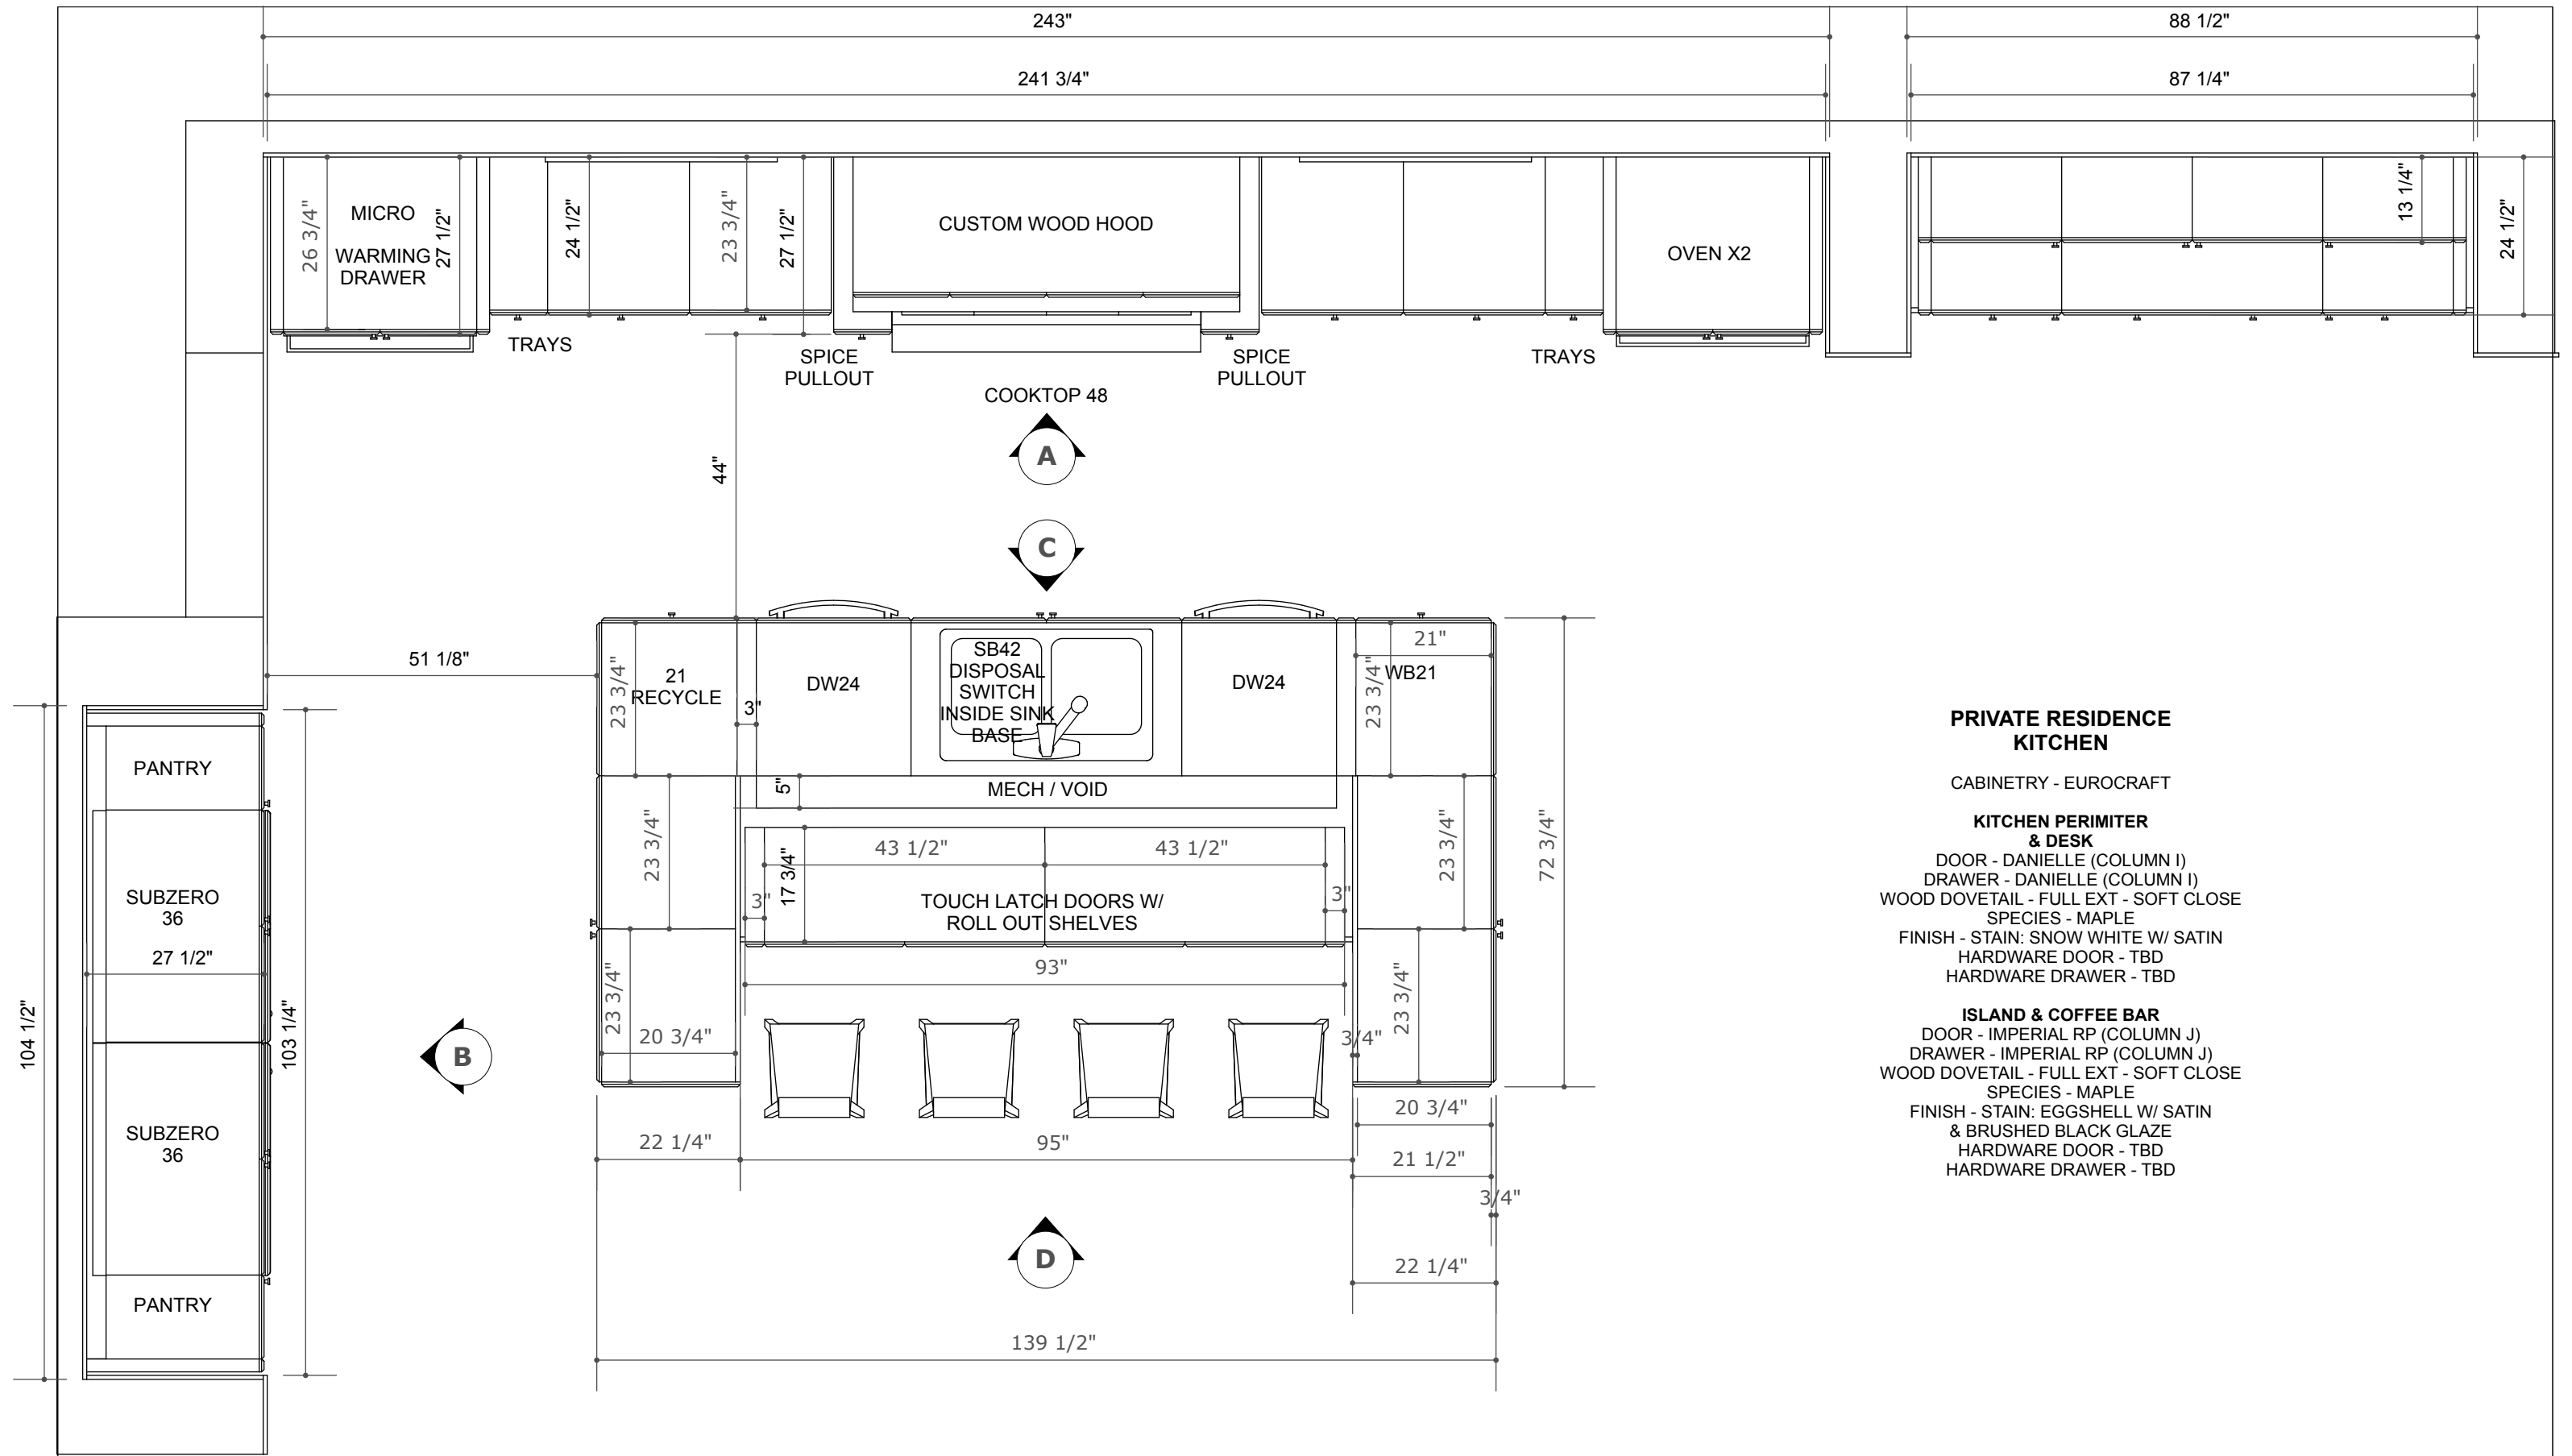 243"
88 1/2"
241 3/4"
87 1/4"
26 3/4"
MICRO
WARMING
DRAWER
27 1/2"
24 1/2"
23 3/4"
27 1/2"
CUSTOM WOOD HOOD
OVEN X2
13 1/4"
24 1/2"
TRAYS
SPICE
PULLOUT
SPICE
PULLOUT
TRAYS
COOKTOP 48
A
44"
C
51 1/8"
23 3/4"
21
RECYCLE
3"
DW24
SB42
DISPOSAL
SWITCH
INSIDE SINK
BASE
DW24
21"
23 3/4"
WB21
5"
MECH / VOID
23 3/4"
43 1/2"
43 1/2"
17 3/4"
3"
3"
TOUCH LATCH DOORS W/
ROLL OUT SHELVES
23 3/4"
72 3/4"
93"
23 3/4"
20 3/4"
3/4"
23 3/4"
20 3/4"
22 1/4"
95"
21 1/2"
3/4"
22 1/4"
D
139 1/2"
PANTRY
SUBZERO
36
27 1/2"
104 1/2"
103 1/4"
B
SUBZERO
36
PANTRY
PRIVATE RESIDENCE
KITCHEN
CABINETRY - EUROCRAFT
KITCHEN PERIMITER
& DESK
DOOR - DANIELLE (COLUMN I)
DRAWER - DANIELLE (COLUMN I)
WOOD DOVETAIL - FULL EXT - SOFT CLOSE
SPECIES - MAPLE
FINISH - STAIN: SNOW WHITE W/ SATIN
HARDWARE DOOR - TBD
HARDWARE DRAWER - TBD
ISLAND & COFFEE BAR
DOOR - IMPERIAL RP (COLUMN J)
DRAWER - IMPERIAL RP (COLUMN J)
WOOD DOVETAIL - FULL EXT - SOFT CLOSE
SPECIES - MAPLE
FINISH - STAIN: EGGSHELL W/ SATIN
& BRUSHED BLACK GLAZE
HARDWARE DOOR - TBD
HARDWARE DRAWER - TBD